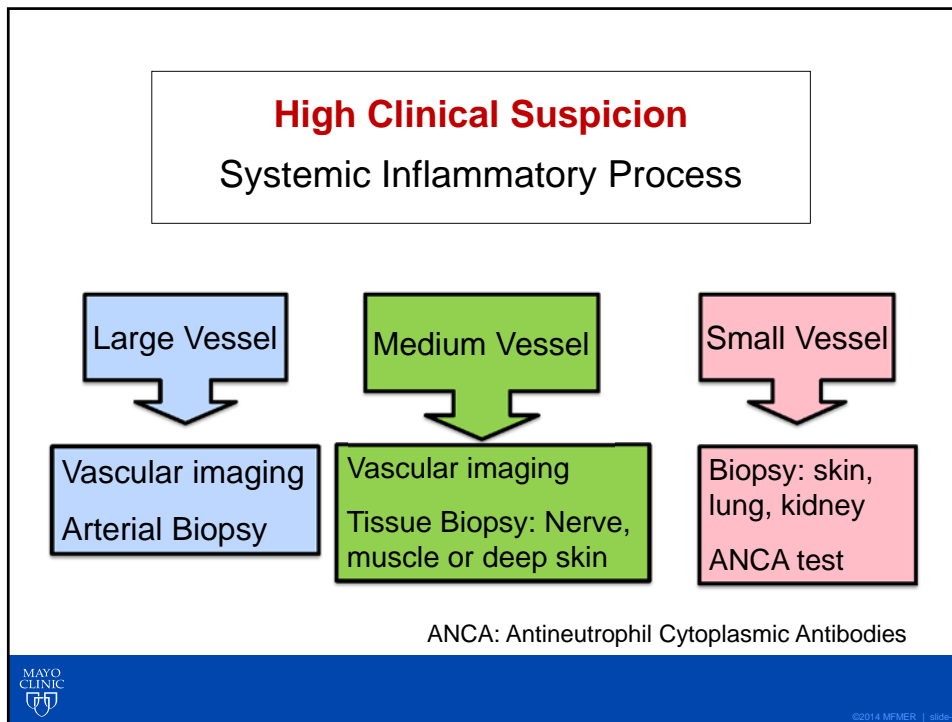 High Clinical Suspicion
Systemic Inflammatory Process
Large Vessel
Vascular imaging
Arterial Biopsy
Medium Vessel
Vascular imaging
Tissue Biopsy: Nerve,
muscle or deep skin
Small Vessel
Biopsy: skin,
lung, kidney
ANCA test
ANCA: Antineutrophil Cytoplasmic Antibodies
MAYO
CLINIC
©2014 MFMER | slide-